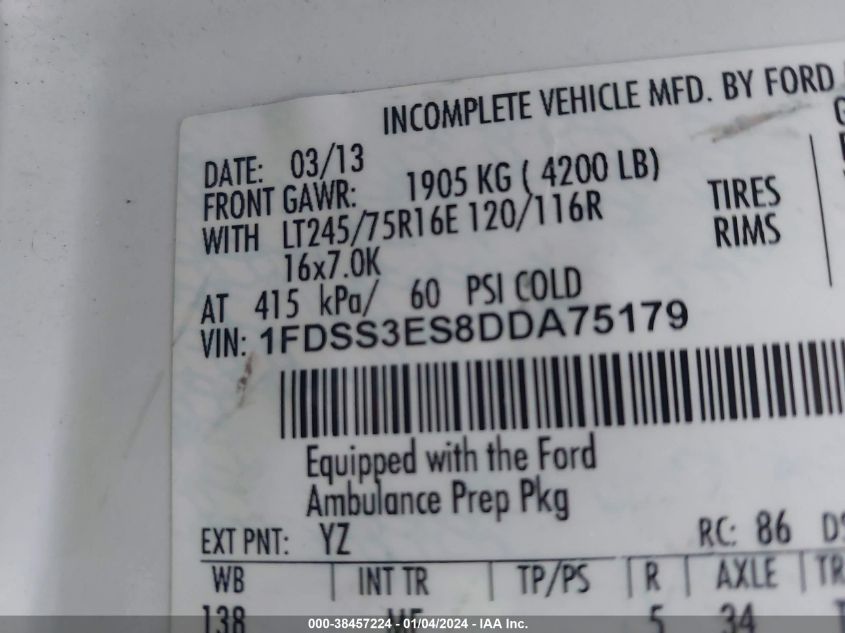 INCOMPLETE VEHICLE MFD. BY FORD
DATE: 03/13
FRONT GAWR: 1905 KG ( 4200 LB)
WITH LT245/75R16E 120/116R TIRES
16x7.0K RIMS
AT 415 kPa/ 60 PSI COLD
VIN: 1FDSS3ES8DDA75179
Equipped with the Ford
Ambulance Prep Pkg
EXT PNT: YZ RC: 86
WB INT TR TP/PS R AXLE TR
138 5 34
000-38457224 - 01/04/2024 - IAA Inc.